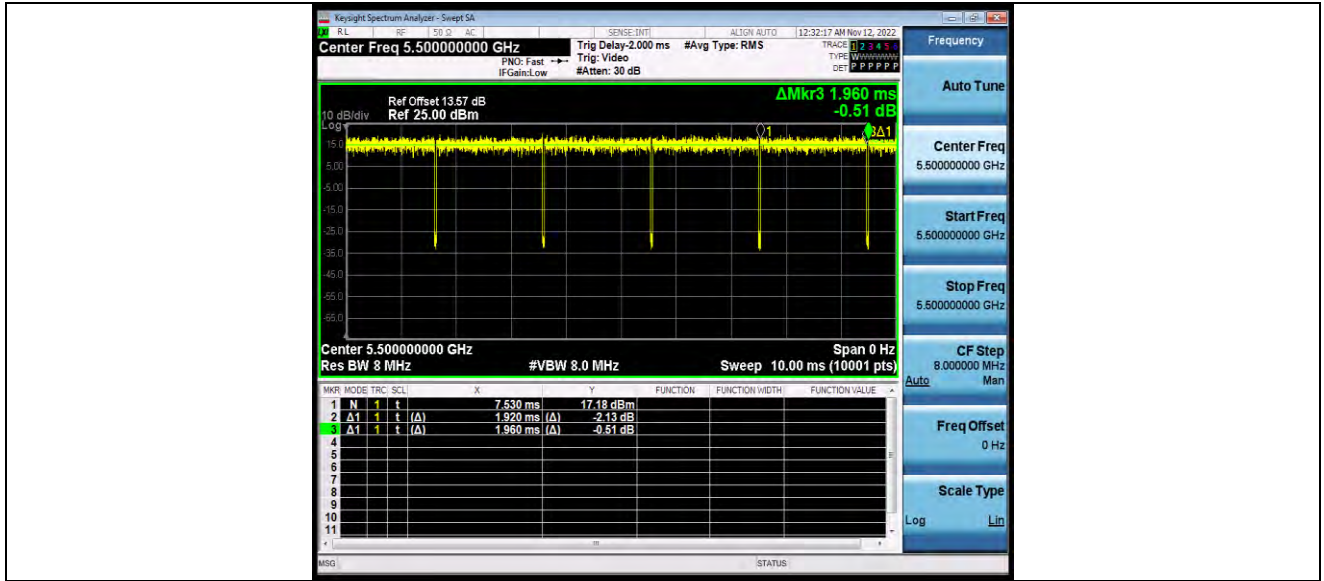 Keysight Spectrum Analyzer - Swept SA
RL RF 50 Ω AC SENSE:INT ALIGN AUTO 12:32:17 AM Nov 12, 2022
Center Freq 5.500000000 GHz
PNO: Fast
IFGain:Low
Trig Delay-2.000 ms
Trig: Video
#Atten: 30 dB
#Avg Type: RMS
TRACE 1 2 3 4 5 6
TYPE WWWWWW
DET P P P P P P
ΔMkr3 1.960 ms
-0.51 dB
Ref Offset 13.57 dB
10 dB/div Ref 25.00 dBm
Log
1 3Δ1
15.0
5.00
-5.00
-15.0
-25.0
-35.0
-45.0
-55.0
-65.0
Center 5.500000000 GHz Span 0 Hz
Res BW 8 MHz #VBW 8.0 MHz Sweep 10.00 ms (10001 pts)
MKR MODE TRC SCL X Y FUNCTION FUNCTION WIDTH FUNCTION VALUE
1 N 1 t 7.530 ms 17.18 dBm
2 Δ1 1 t (Δ) 1.920 ms (Δ) -2.13 dB
3 Δ1 1 t (Δ) 1.960 ms (Δ) -0.51 dB
4
5
6
7
8
9
10
11
MSG STATUS
Frequency
Auto Tune
Center Freq
5.500000000 GHz
Start Freq
5.500000000 GHz
Stop Freq
5.500000000 GHz
CF Step
8.000000 MHz
Auto Man
Freq Offset
0 Hz
Scale Type
Log Lin